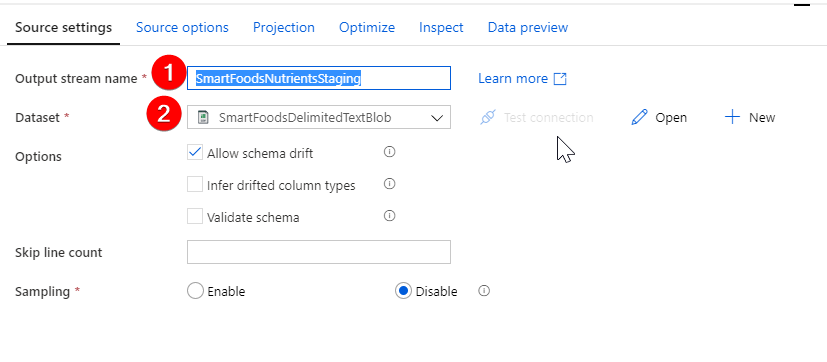 Source settings Source options Projection Optimize Inspect Data preview
Output stream name * 1 SmartFoodsNutrientsStaging Learn more
Dataset * 2 SmartFoodsDelimitedTextBlob Test connection Open New
Options Allow schema drift
Infer drifted column types
Validate schema
Skip line count
Sampling * Enable Disable